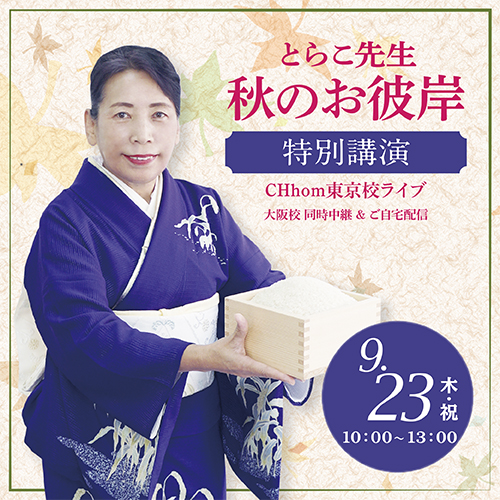 とらこ先生
秋のお彼岸
特別講演
CHhom東京校ライブ
大阪校 同時中継 & ご自宅配信
9.23 木・祝
10:00～13:00